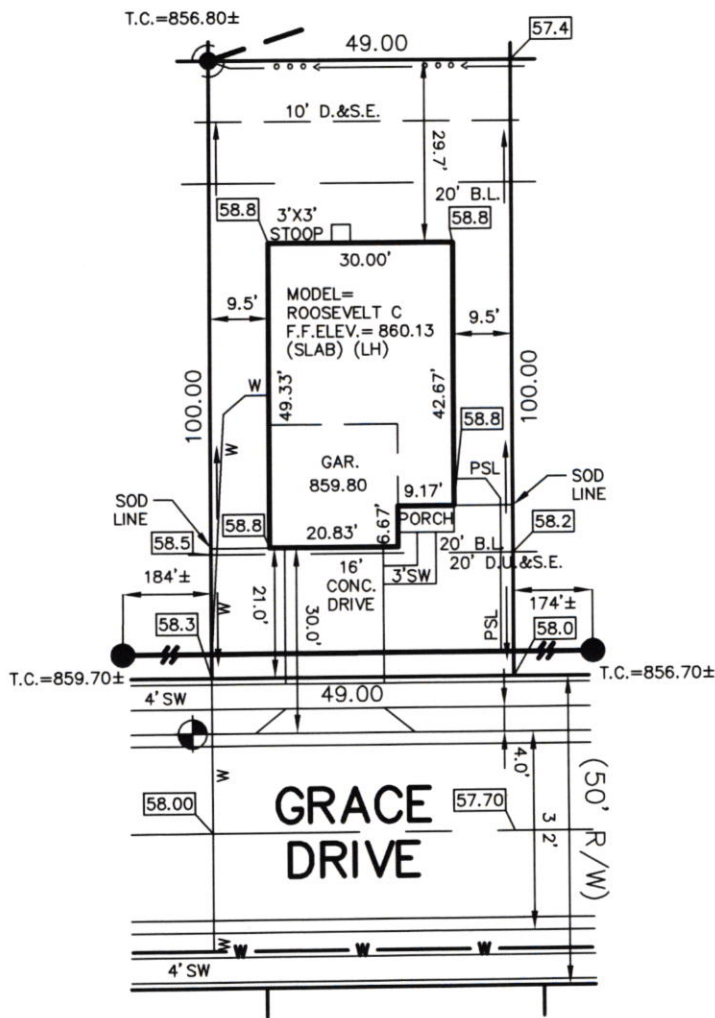 T.C.=856.80±
49.00
57.4
10' D.&S.E.
29.7'
20' B.L.
58.8
3'X3'
STOOP
58.8
30.00'
MODEL=
ROOSEVELT C
F.F.ELEV.= 860.13
(SLAB) (LH)
9.5'
9.5'
W
49.33'
42.67'
100.00
100.00
W
58.8
GAR.
859.80
PSL
9.17'
SOD
LINE
SOD
LINE
PORCH
6.67'
58.8
20.83'
58.5
58.2
20' B.L.
20' D.U.&S.E.
16'
CONC.
DRIVE
3'SW
184'±
21.0'
30.0'
174'±
W
PSL
58.3
58.0
T.C.=859.70±
T.C.=856.70±
4' SW
49.00
4.0'
W
58.00
GRACE
DRIVE
57.70
32'
(50' R/W)
W
W
W
W
4' SW